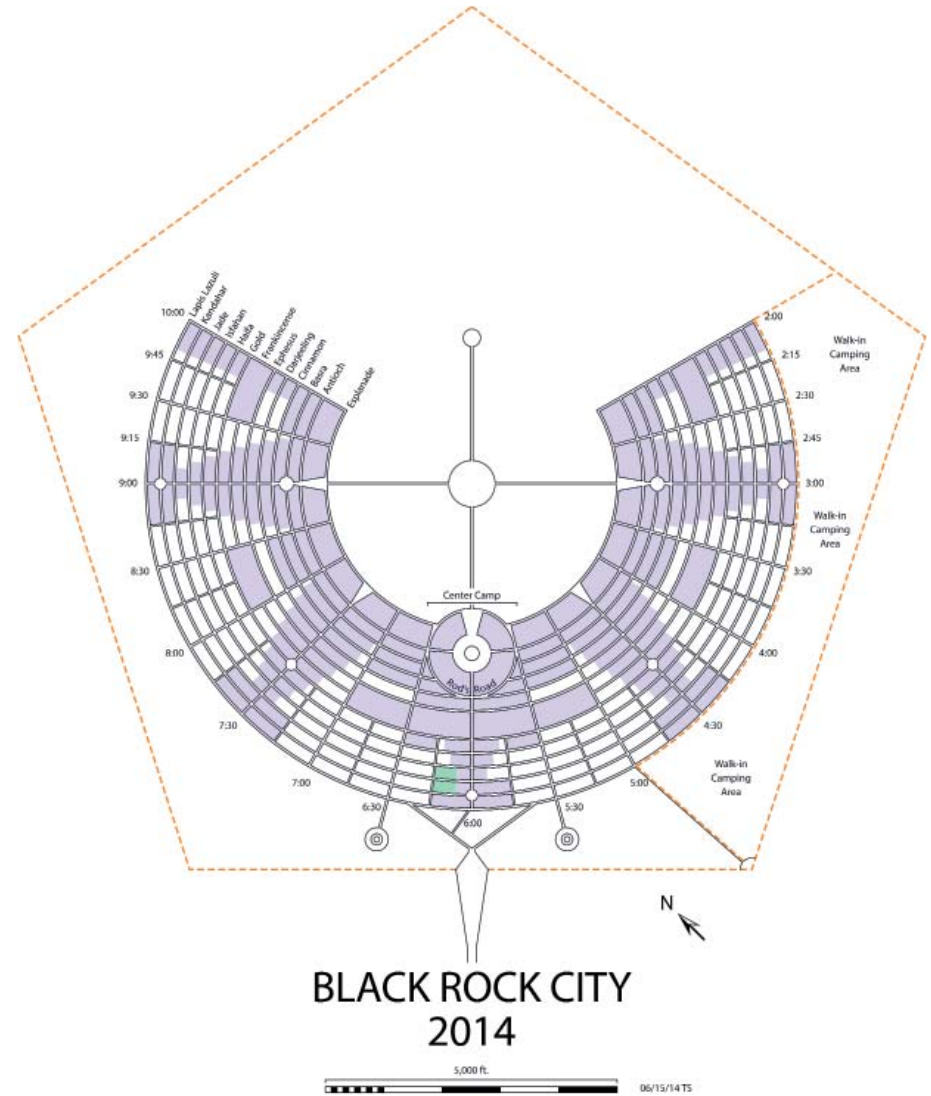 Lapis Lazuli
Kandahar
Jade
Isfahan
Haifa
Gold
Frankincense
Ephesus
Darjeeling
Cinnamon
Basra
Antioch
Esplanade
10:00
9:45
9:30
9:15
9:00
8:30
8:00
7:30
7:00
6:30
6:00
5:30
5:00
4:30
4:00
3:30
3:00
2:45
2:30
2:15
2:00
Walk-in
Camping
Area
Walk-in
Camping
Area
Walk-in
Camping
Area
Center Camp
Rod's Road
N
BLACK ROCK CITY
2014
5,000 ft.
06/15/14 TS